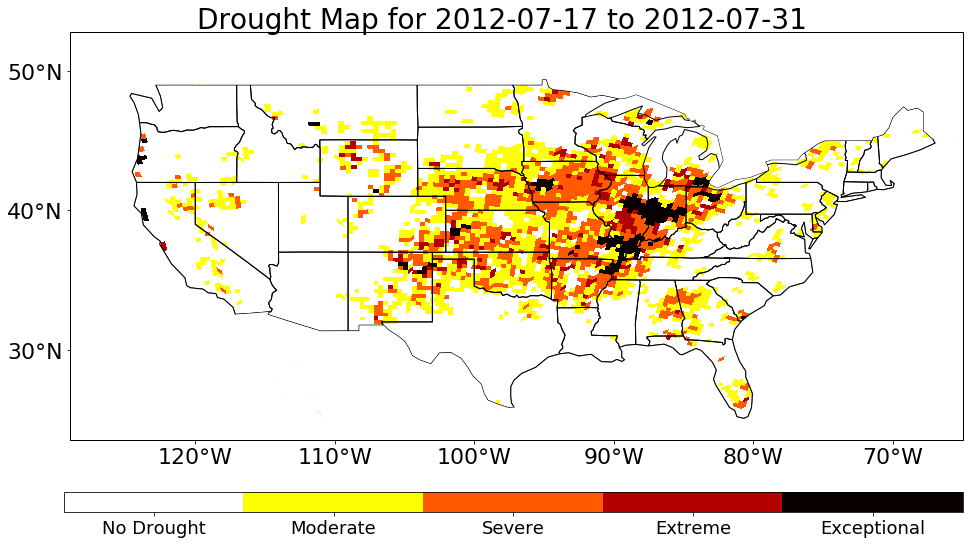 Drought Map for 2012-07-17 to 2012-07-31
50°N
40°N
30°N
120°W 110°W 100°W 90°W 80°W 70°W
No Drought Moderate Severe Extreme Exceptional